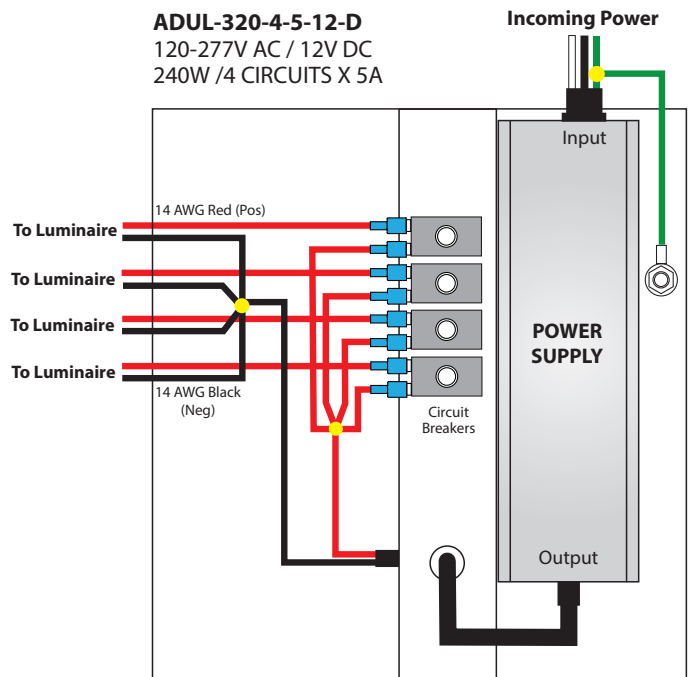 ADUL-320-4-5-12-D
120-277V AC / 12V DC
240W /4 CIRCUITS X 5A
Incoming Power
Input
14 AWG Red (Pos)
To Luminaire
To Luminaire
To Luminaire
To Luminaire
14 AWG Black
(Neg)
Circuit
Breakers
POWER
SUPPLY
Output